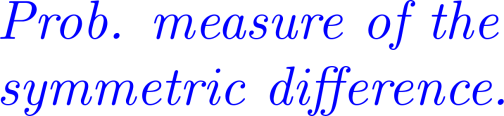 Prob. measure of the
symmetric difference.